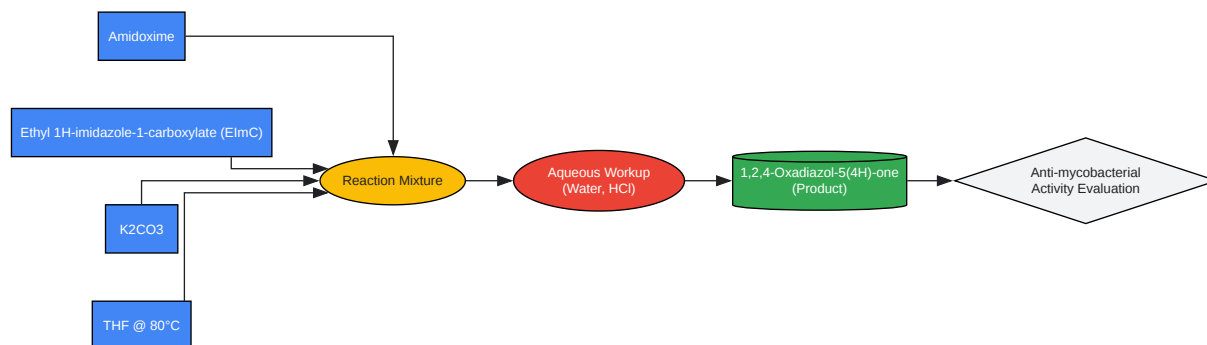 Amidoxime
Ethyl 1H-imidazole-1-carboxylate (EImC)
K2CO3
THF @ 80°C
Reaction Mixture
Aqueous Workup
(Water, HCl)
1,2,4-Oxadiazol-5(4H)-one
(Product)
Anti-mycobacterial
Activity Evaluation